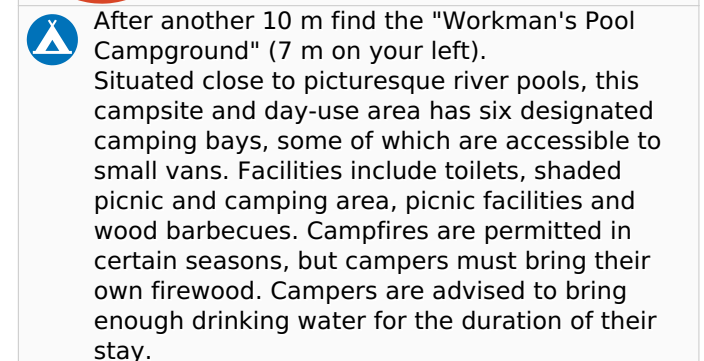 After another 10 m find the "Workman's Pool
Campground" (7 m on your left).
Situated close to picturesque river pools, this
campsite and day-use area has six designated
camping bays, some of which are accessible to
small vans. Facilities include toilets, shaded
picnic and camping area, picnic facilities and
wood barbecues. Campfires are permitted in
certain seasons, but campers must bring their
own firewood. Campers are advised to bring
enough drinking water for the duration of their
stay.